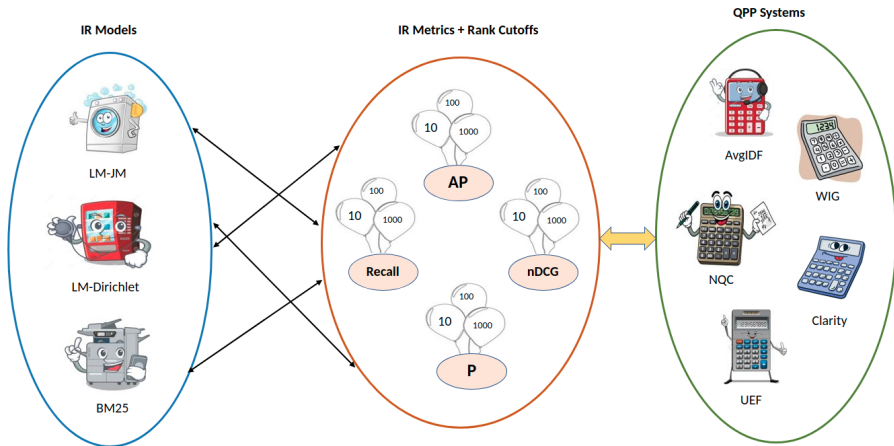 IR Models
IR Metrics + Rank Cutoffs
QPP Systems
LM-JM
LM-Dirichlet
BM25
100
10
1000
AP
100
10
1000
Recall
100
10
1000
nDCG
100
10
1000
P
AvgIDF
1234
WIG
NQC
Clarity
UEF